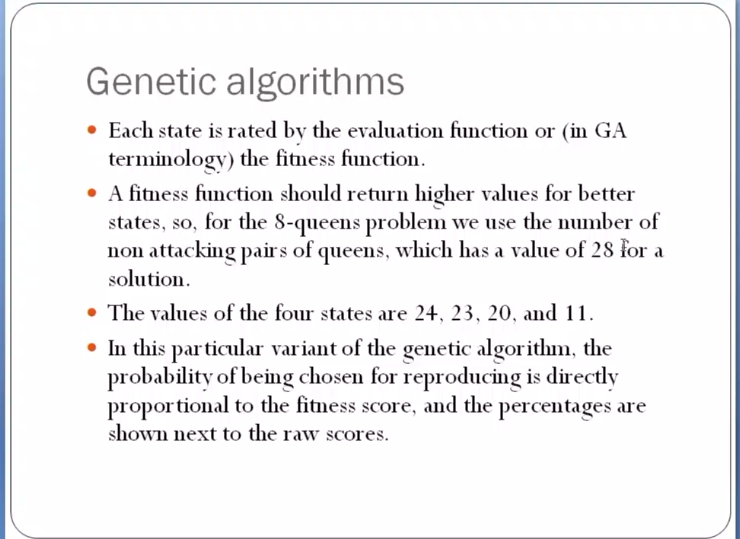 Genetic algorithms
• Each state is rated by the evaluation function or (in GA
terminology) the fitness function.
• A fitness function should return higher values for better
states, so, for the 8-queens problem we use the number of
non attacking pairs of queens, which has a value of 28 for a
solution.
• The values of the four states are 24, 23, 20, and 11.
• In this particular variant of the genetic algorithm, the
probability of being chosen for reproducing is directly
proportional to the fitness score, and the percentages are
shown next to the raw scores.